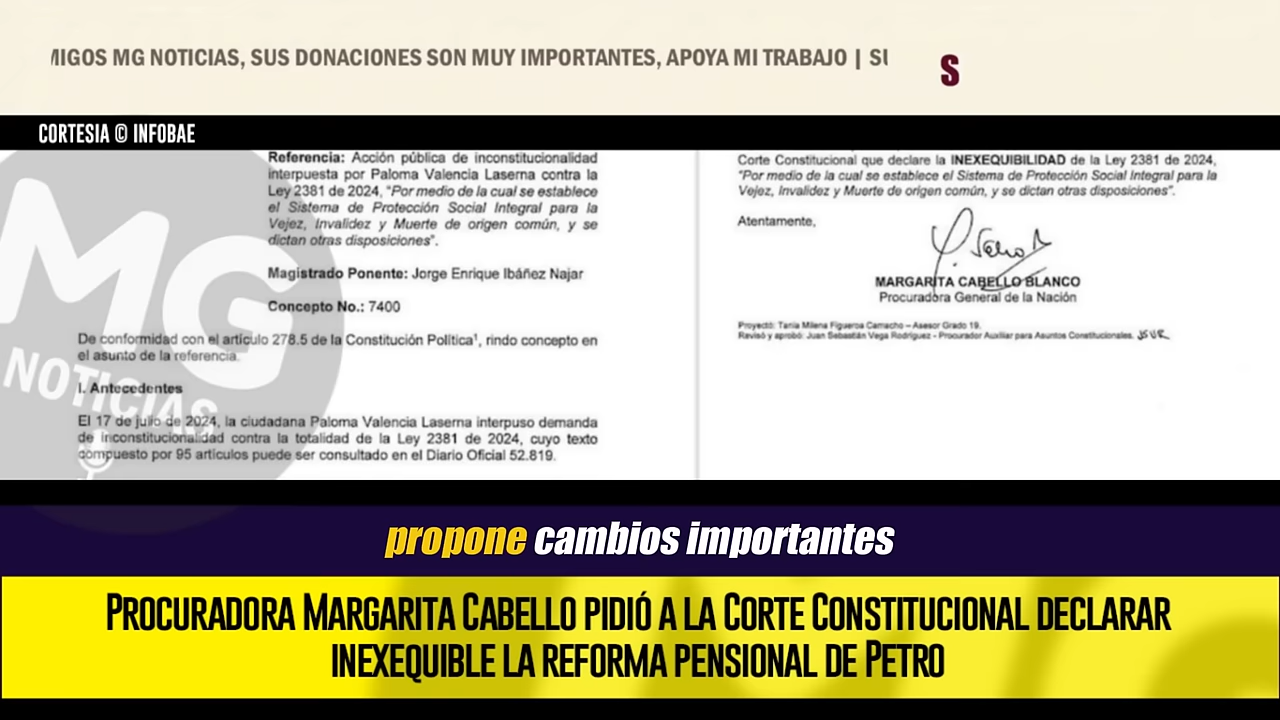 MIGOS MG NOTICIAS, SUS DONACIONES SON MUY IMPORTANTES, APOYA MI TRABAJO | SU
S
CORTESIA © INFOBAE
Referencia: Acción pública de inconstitucionalidad
interpuesta por Paloma Valencia Laserna contra la
Ley 2381 de 2024, “Por medio de la cual se establece
el Sistema de Protección Social Integral para la
Vejez, Invalidez y Muerte de origen común, y se
dictan otras disposiciones”.
Magistrado Ponente: Jorge Enrique Ibáñez Najar
Concepto No.: 7400
De conformidad con el artículo 278.5 de la Constitución Política¹, rindo concepto en
el asunto de la referencia.
I. Antecedentes
El 17 de julio de 2024, la ciudadana Paloma Valencia Laserna interpuso demanda
de inconstitucionalidad contra la totalidad de la Ley 2381 de 2024, cuyo texto
compuesto por 95 artículos puede ser consultado en el Diario Oficial 52.819.
Corte Constitucional que declare la INEXEQUIBILIDAD de la Ley 2381 de 2024,
“Por medio de la cual se establece el Sistema de Protección Social Integral para la
Vejez, Invalidez y Muerte de origen común, y se dictan otras disposiciones”.
Atentamente,
MARGARITA CABELLO BLANCO
Procuradora General de la Nación
Proyectó: Tania Milena Figueroa Camacho – Asesor Grado 19.
Revisó y aprobó: Juan Sebastián Vega Rodríguez - Procurador Auxiliar para Asuntos Constitucionales.
MG
NOTICIAS
propone cambios importantes
PROCURADORA MARGARITA CABELLO PIDIÓ A LA CORTE CONSTITUCIONAL DECLARAR
INEXEQUIBLE LA REFORMA PENSIONAL DE PETRO